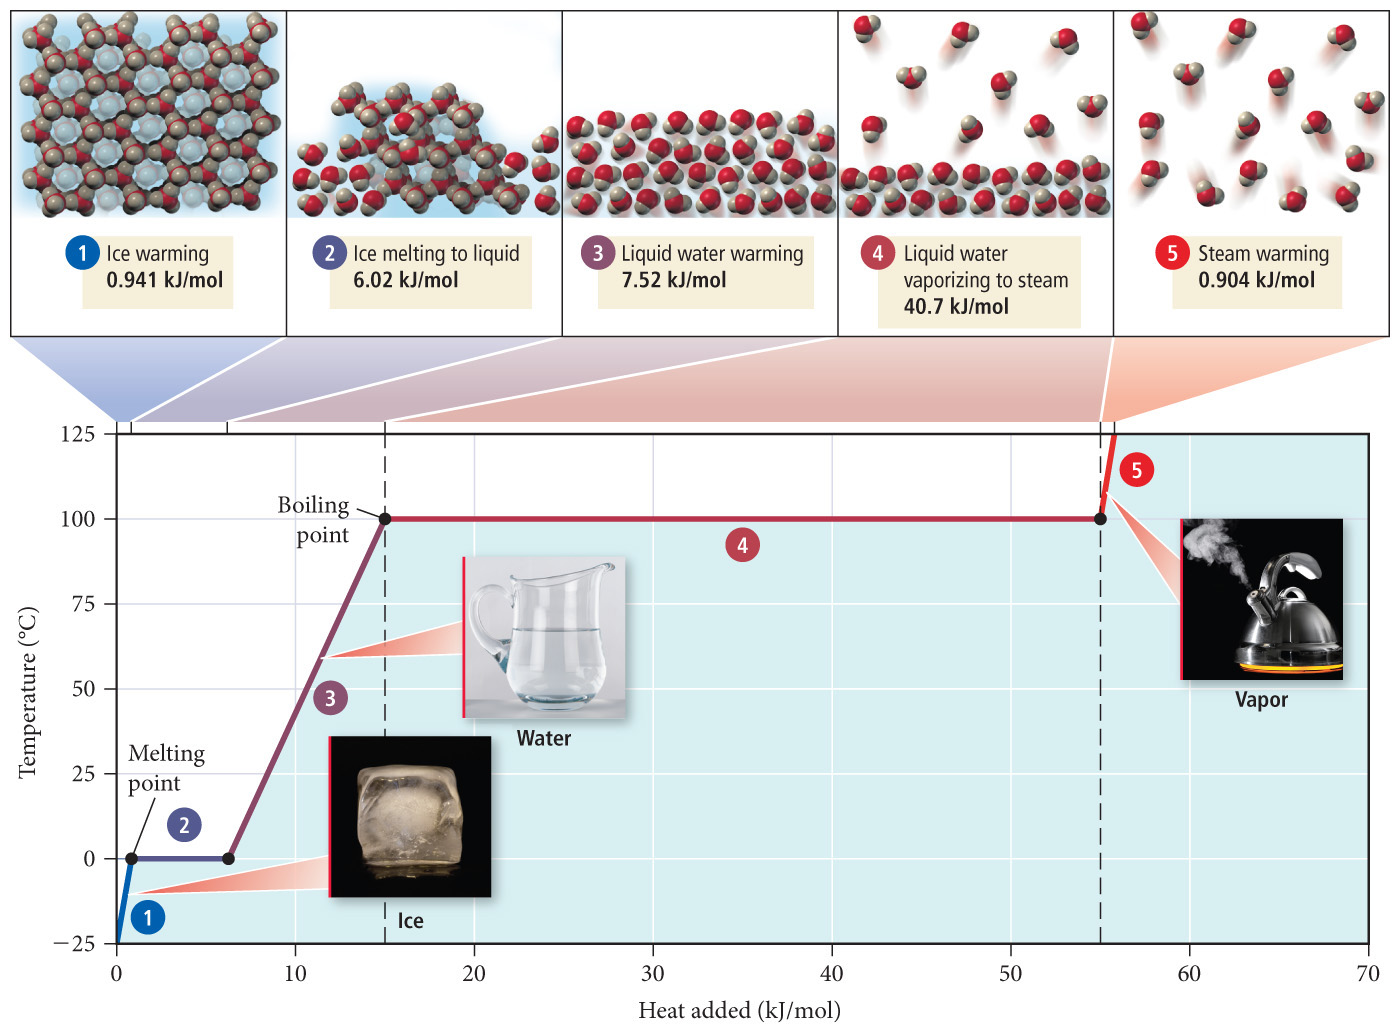 1 Ice warming
0.941 kJ/mol
2 Ice melting to liquid
6.02 kJ/mol
3 Liquid water warming
7.52 kJ/mol
4 Liquid water
vaporizing to steam
40.7 kJ/mol
5 Steam warming
0.904 kJ/mol
125
100
75
50
25
0
−25
Temperature (°C)
Boiling
point
Melting
point
1
2
3
4
5
Water
Ice
Vapor
0 10 20 30 40 50 60 70
Heat added (kJ/mol)